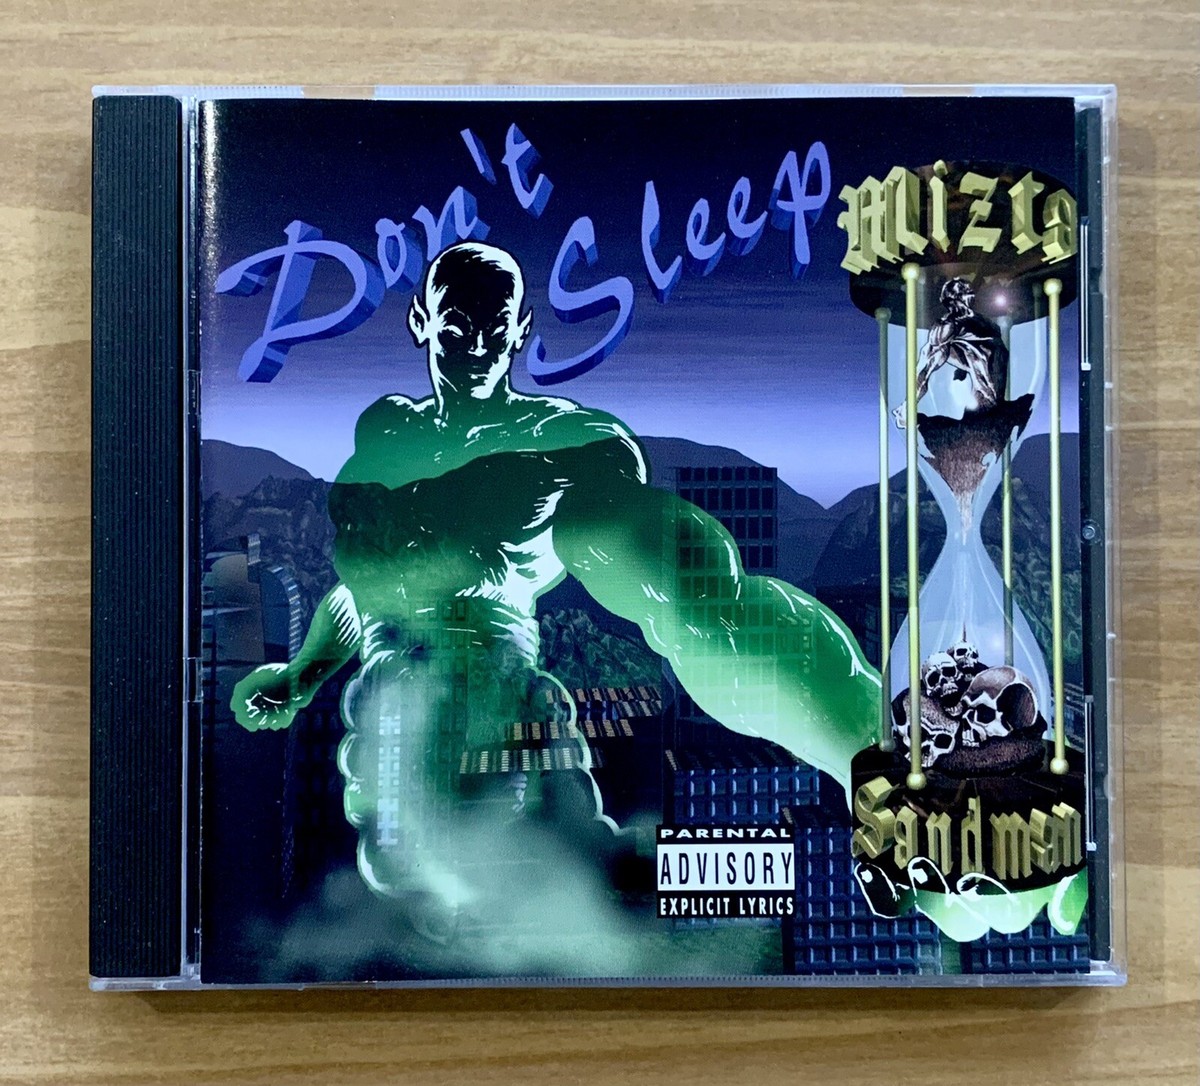 Don't Sleep
Mizta
Sandman
PARENTAL
ADVISORY
EXPLICIT LYRICS